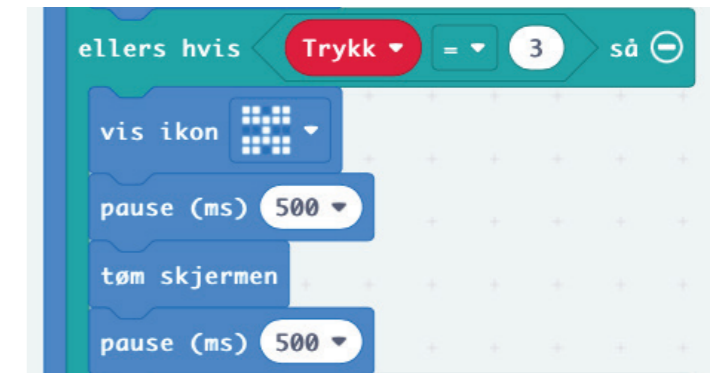 ellers hvis Trykk = 3 så
vis ikon
pause (ms) 500
tøm skjermen
pause (ms) 500